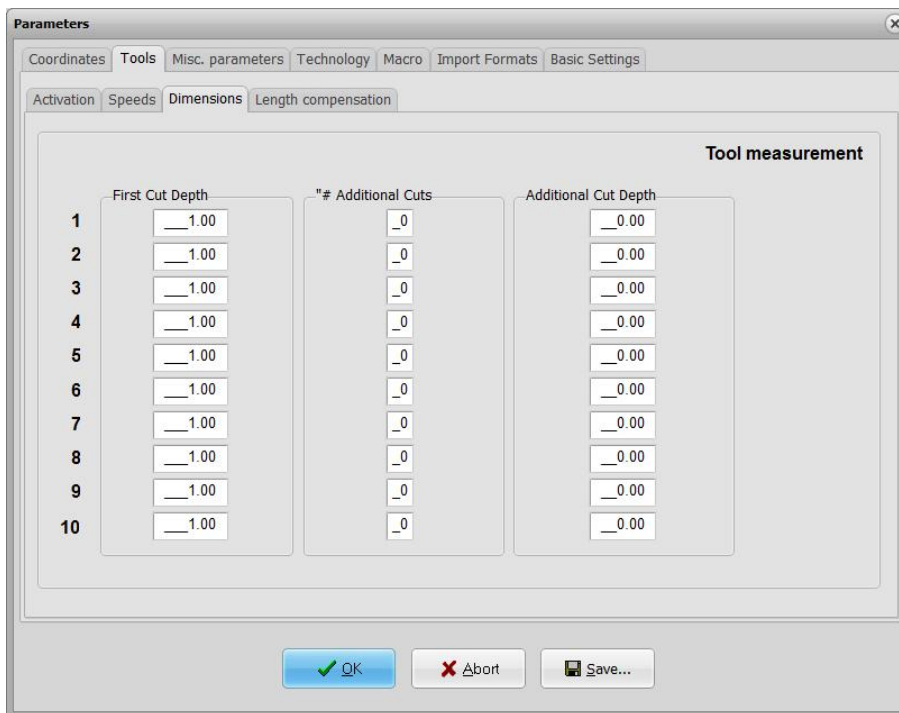 Parameters
Coordinates Tools Misc. parameters Technology Macro Import Formats Basic Settings
Activation Speeds Dimensions Length compensation
Tool measurement
First Cut Depth "# Additional Cuts Additional Cut Depth
1 ___1.00 _0 __0.00
2 ___1.00 _0 __0.00
3 ___1.00 _0 __0.00
4 ___1.00 _0 __0.00
5 ___1.00 _0 __0.00
6 ___1.00 _0 __0.00
7 ___1.00 _0 __0.00
8 ___1.00 _0 __0.00
9 ___1.00 _0 __0.00
10 ___1.00 _0 __0.00
OK Abort Save...